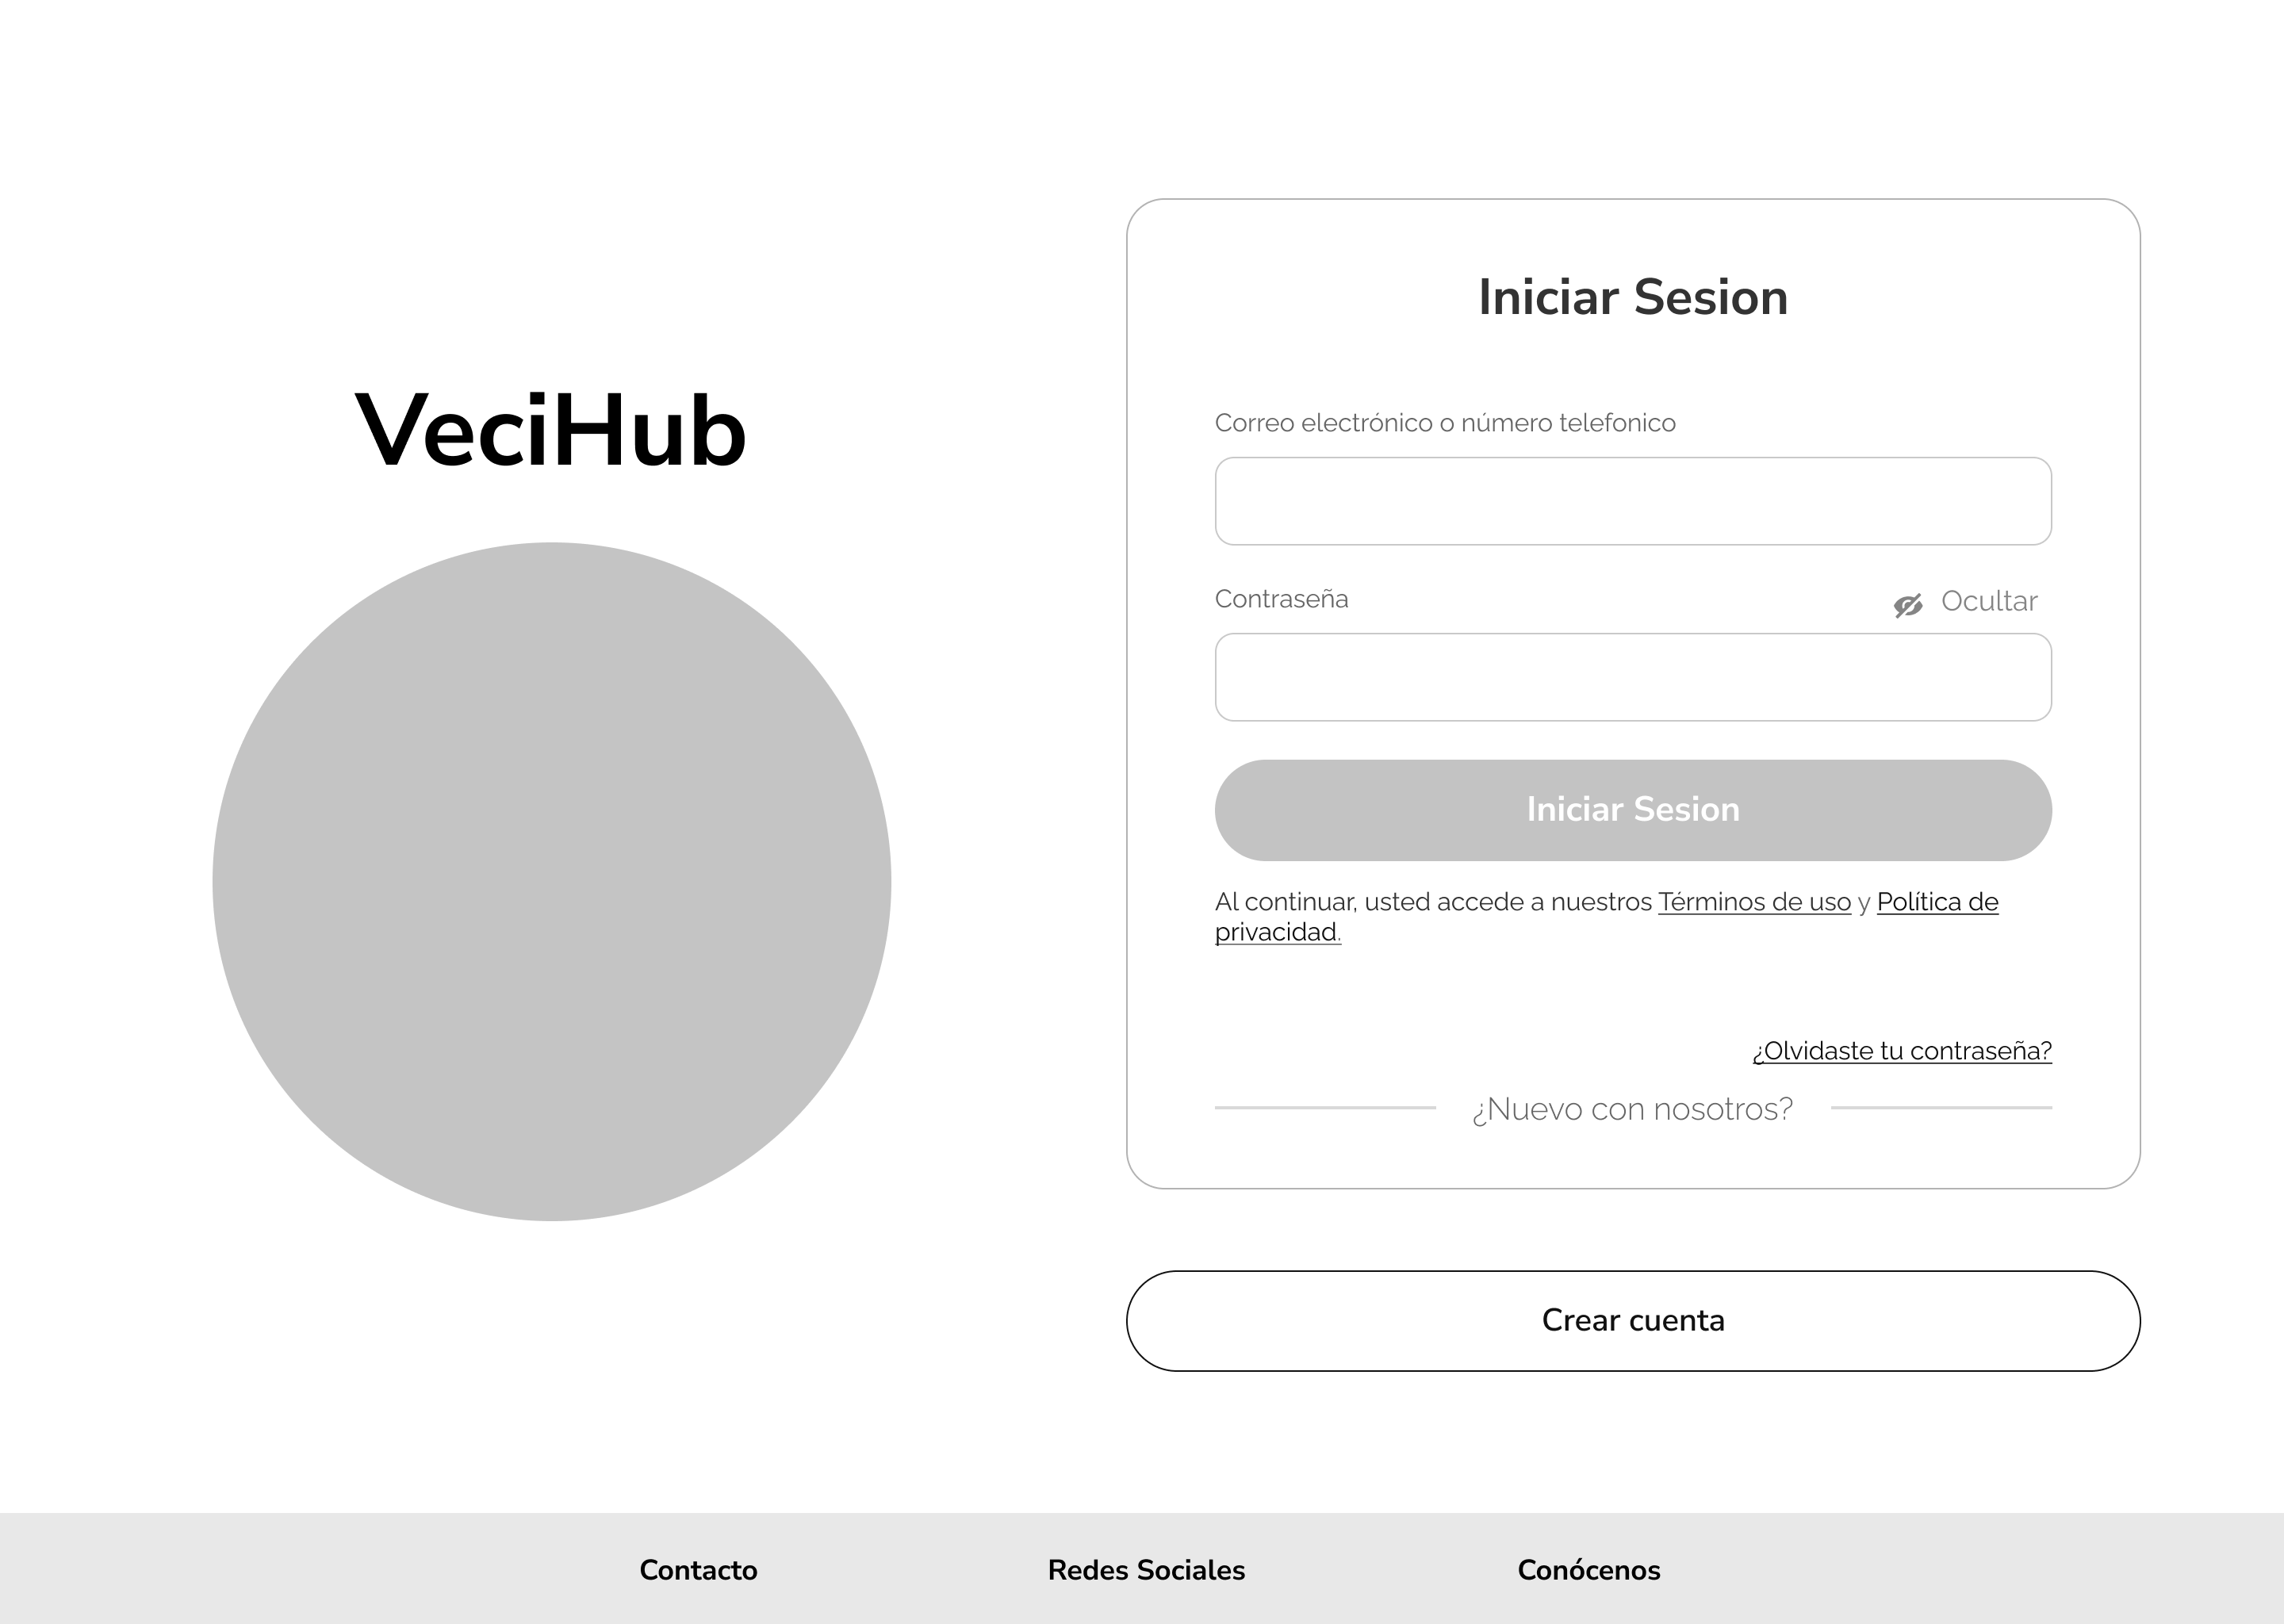 VeciHub
Iniciar Sesion
Correo electrónico o número telefonico
Contraseña
Ocultar
Iniciar Sesion
Al continuar, usted accede a nuestros Términos de uso y Política de
privacidad.
¿Olvidaste tu contraseña?
¿Nuevo con nosotros?
Crear cuenta
Contacto
Redes Sociales
Conócenos